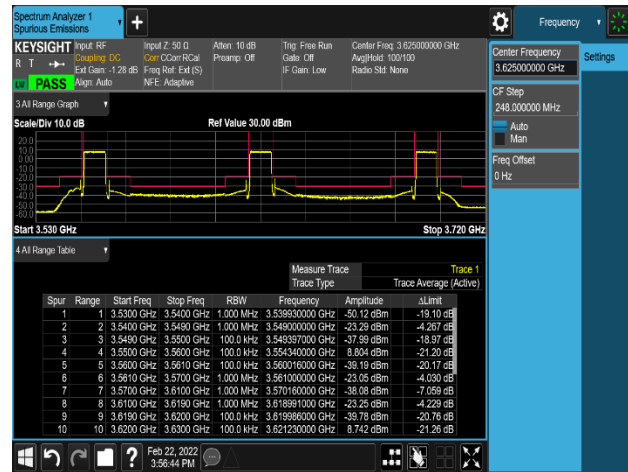 Spectrum Analyzer 1
Spurious Emissions
Frequency
KEYSIGHT Input: RF Input Z: 50 Ω Atten: 10 dB Trig: Free Run Center Freq: 3.625000000 GHz
R T Coupling: DC Corr CCorr RCal Preamp: Off Gate: Off Avg|Hold: 100/100
Ext Gain: -1.28 dB Freq Ref: Ext (S) IF Gain: Low Radio Std: None
LXI PASS Align: Auto NFE: Adaptive
Center Frequency
3.625000000 GHz
Settings
CF Step
248.000000 MHz
Auto
Man
Freq Offset
0 Hz
3 All Range Graph
Scale/Div 10.0 dB Ref Value 30.00 dBm
20.0
10.0
0.00
-10.0
-20.0
-30.0
-40.0
-50.0
-60.0
Start 3.530 GHz Stop 3.720 GHz
4 All Range Table
Measure Trace Trace 1
Trace Type Trace Average (Active)
Spur Range Start Freq Stop Freq RBW Frequency Amplitude ΔLimit
1 1 3.5300 GHz 3.5400 GHz 1.000 MHz 3.539930000 GHz -50.12 dBm -19.10 dB
2 2 3.5400 GHz 3.5490 GHz 1.000 MHz 3.549000000 GHz -23.29 dBm -4.267 dB
3 3 3.5490 GHz 3.5500 GHz 100.0 kHz 3.549397000 GHz -37.99 dBm -18.97 dB
4 4 3.5500 GHz 3.5600 GHz 100.0 kHz 3.554340000 GHz 8.804 dBm -21.20 dB
5 5 3.5600 GHz 3.5610 GHz 100.0 kHz 3.560016000 GHz -39.19 dBm -20.17 dB
6 6 3.5610 GHz 3.5700 GHz 1.000 MHz 3.561000000 GHz -23.05 dBm -4.030 dB
7 7 3.5700 GHz 3.6100 GHz 1.000 MHz 3.570160000 GHz -38.08 dBm -7.059 dB
8 8 3.6100 GHz 3.6190 GHz 1.000 MHz 3.618991000 GHz -23.25 dBm -4.229 dB
9 9 3.6190 GHz 3.6200 GHz 100.0 kHz 3.619986000 GHz -39.78 dBm -20.76 dB
10 10 3.6200 GHz 3.6300 GHz 100.0 kHz 3.621230000 GHz 8.742 dBm -21.26 dB
Feb 22, 2022
3:56:44 PM